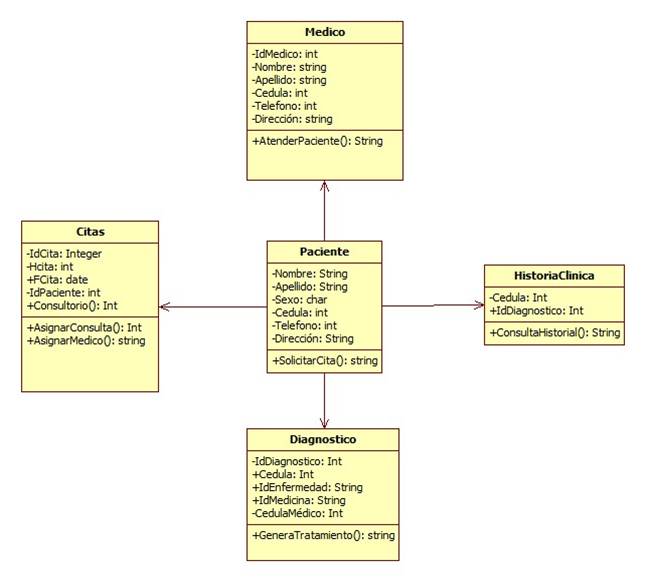 Medico
-IdMedico: int
-Nombre: string
-Apellido: string
-Cedula: int
-Telefono: int
-Dirección: string
+AtenderPaciente(): String
Citas
-IdCita: Integer
-Hcita: int
+FCita: date
-IdPaciente: int
+Consultorio(): Int
+AsignarConsulta(): Int
+AsignarMedico(): string
Paciente
-Nombre: String
-Apellido: String
-Sexo: char
-Cedula: int
-Telefono: int
-Dirección: String
+SolicitarCita(): string
HistoriaClinica
-Cedula: Int
+IdDiagnostico: Int
+ConsultaHistorial(): String
Diagnostico
-IdDiagnostico: Int
+Cedula: Int
+IdEnfermedad: String
+IdMedicina: String
-CedulaMédico: Int
+GeneraTratamiento(): string